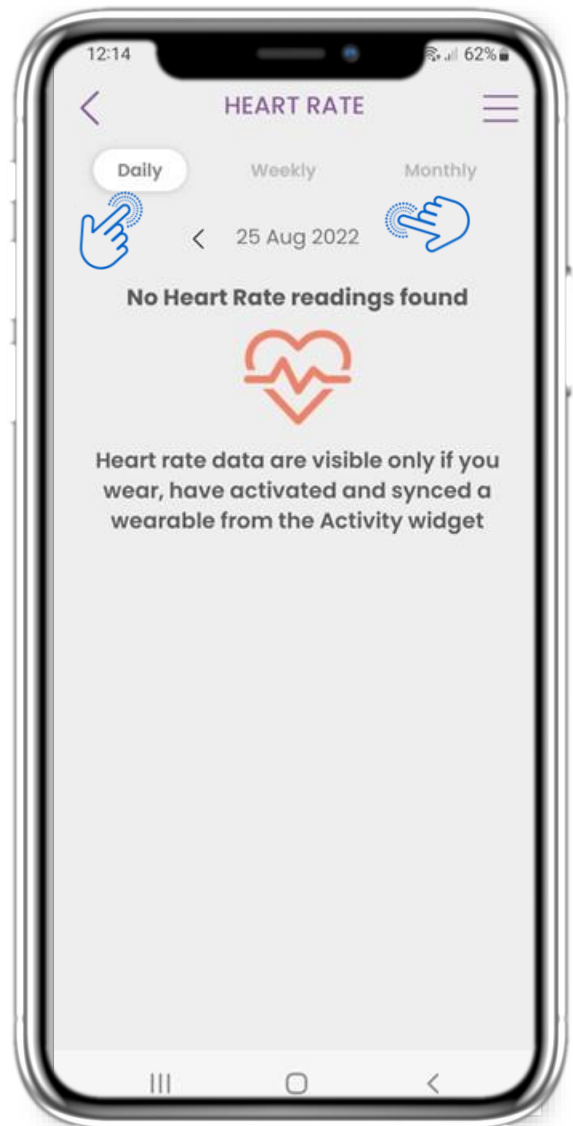 12:14 62%
HEART RATE
Daily Weekly Monthly
25 Aug 2022
No Heart Rate readings found
Heart rate data are visible only if you
wear, have activated and synced a
wearable from the Activity widget